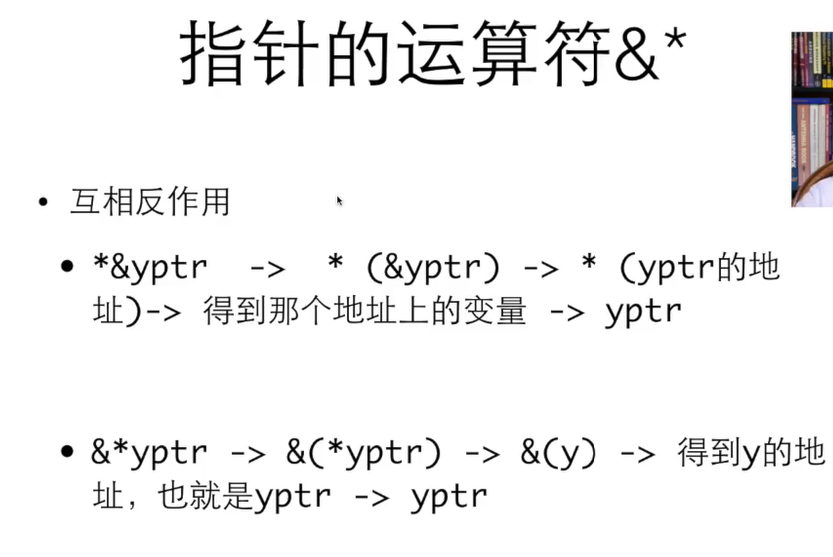 指针的运算符&*
• 互相反作用
• *&yptr -> * (&yptr) -> * (yptr的地
址)-> 得到那个地址上的变量 -> yptr
• &*yptr -> &(*yptr) -> &(y) -> 得到y的地
址，也就是yptr -> yptr